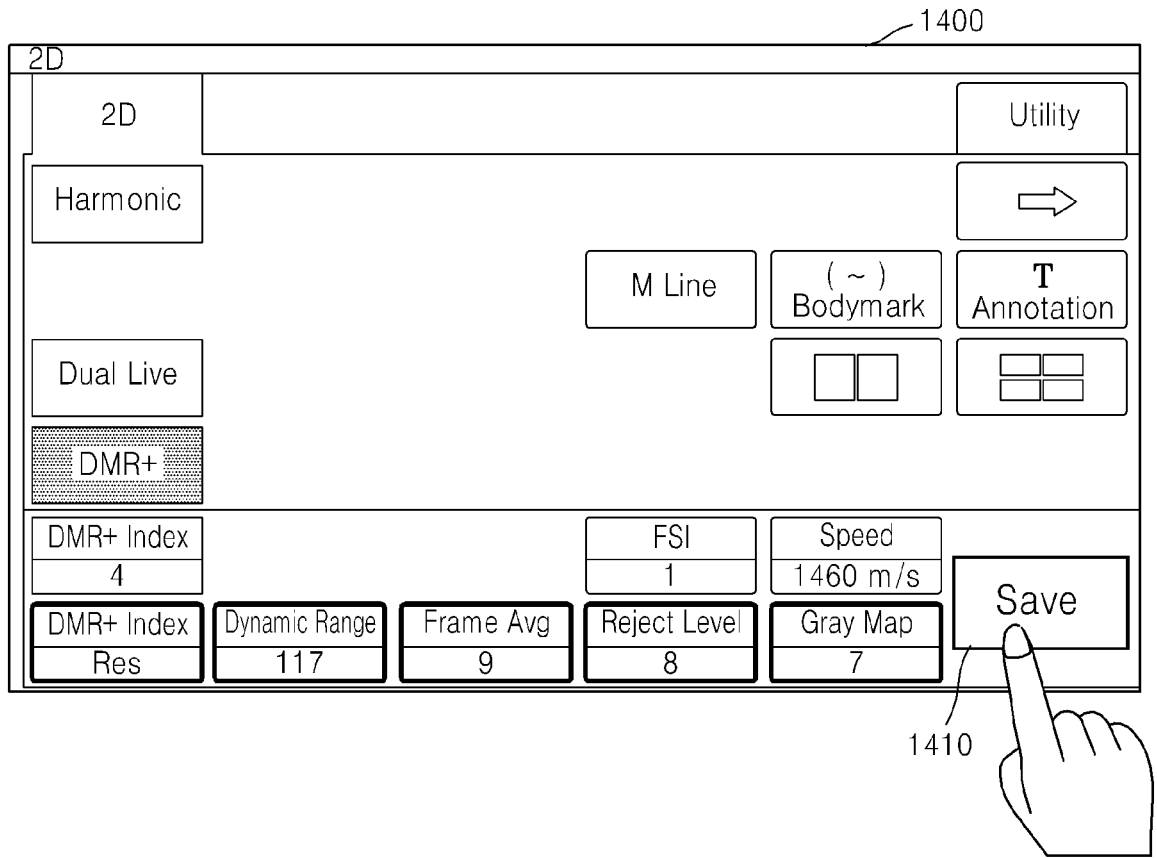 1400
2D
2D
Utility
Harmonic
M Line
( ~ )
Bodymark
T
Annotation
Dual Live
DMR+
DMR+ Index
4
FSI
1
Speed
1460 m/s
Save
DMR+ Index
Res
Dynamic Range
117
Frame Avg
9
Reject Level
8
Gray Map
7
1410